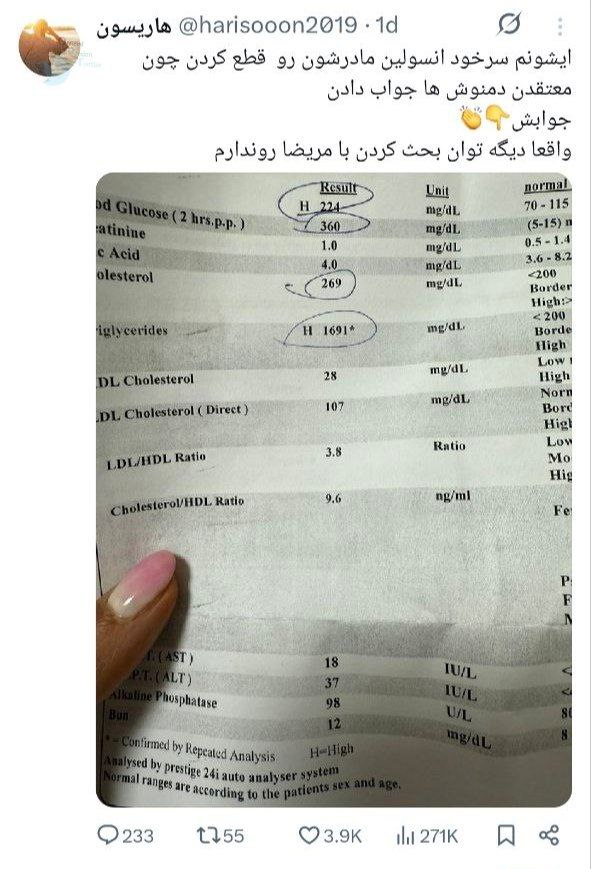 هاریسون @harisooon2019 · 1d
ایشونم سرخود انسولین مادرشون رو قطع کردن چون
معتقدن دمنوش ها جواب دادن
جوابش👇👏
واقعا دیگه توان بحث کردن با مریضا روندارم
Result Unit normal
H 224 mg/dL 70 - 115
od Glucose ( 2 hrs.p.p. ) 360 mg/dL (5-15)
atinine 1.0 mg/dL 0.5 - 1.4
c Acid 4.0 mg/dL 3.6 - 8.2
olesterol 269 mg/dL <200
Border
High:>
iglycerides H 1691* mg/dL < 200
Borde
High
DL Cholesterol 28 mg/dL Low
High
DL Cholesterol ( Direct ) 107 mg/dL Norn
Bord
High
LDL/HDL Ratio 3.8 Ratio Low
Mo
Hig
Cholesterol/HDL Ratio 9.6 ng/ml
Fe
P
F
T. (AST) 18 IU/L <
P.T. (ALT) 37 IU/L
Alkaline Phosphatase 98 U/L 80
Bun 12 mg/dL 8
* = Confirmed by Repeated Analysis H=High
Analysed by prestige 24i auto analyser system
Normal ranges are according to the patients sex and age.
233 55 3.9K 271K